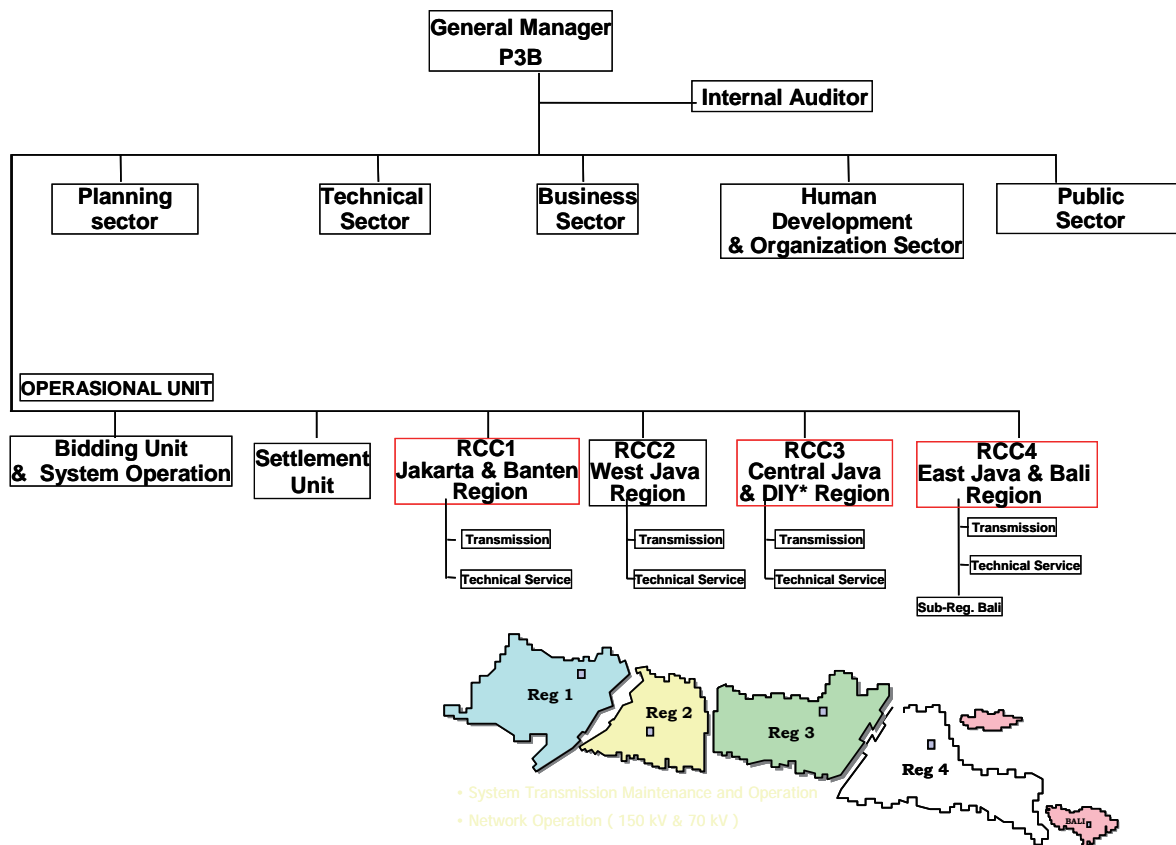 General Manager
P3B
Internal Auditor
Planning
sector
Technical
Sector
Business
Sector
Human
Development
& Organization Sector
Public
Sector
OPERASIONAL UNIT
Bidding Unit
& System Operation
Settlement
Unit
RCC1
Jakarta & Banten
Region
RCC2
West Java
Region
RCC3
Central Java
& DIY* Region
RCC4
East Java & Bali
Region
Transmission
Technical Service
Transmission
Technical Service
Transmission
Technical Service
Transmission
Technical Service
Sub-Reg. Bali
Reg 1
Reg 2
Reg 3
Reg 4
BALI
• System Transmission Maintenance and Operation
• Network Operation ( 150 kV & 70 kV )